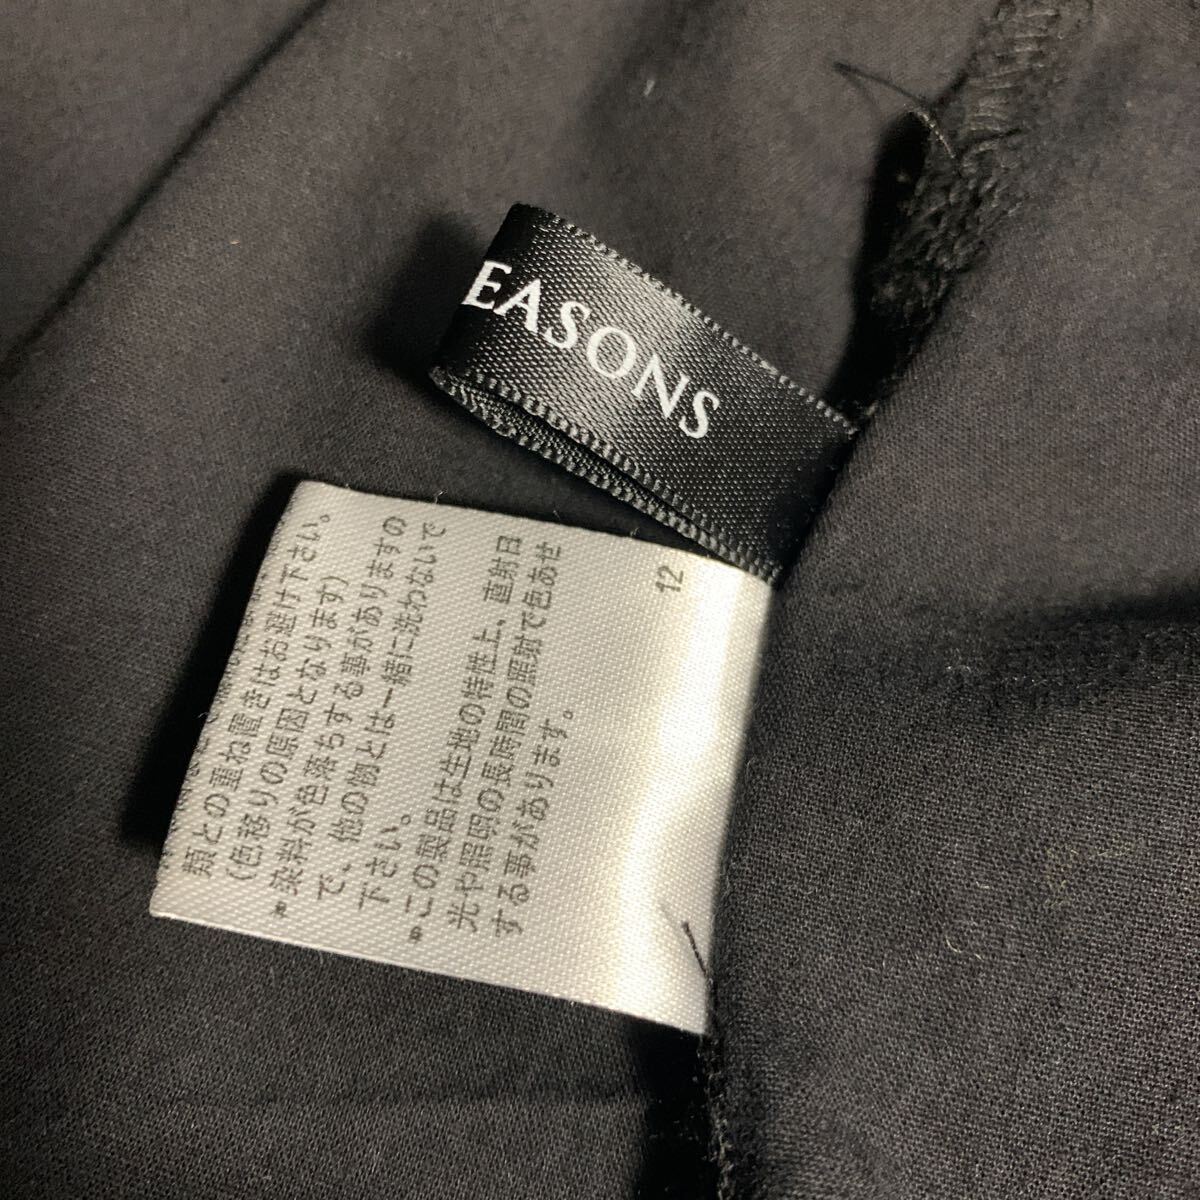 EASONS
類との重ね置きはお避け下さい。
(色移りの原因となります)
※染料が色落ちする事がありますの
で、他の物とは一緒に洗わないで
下さい。
※この製品は生地の特性上、直射日
光や照明の長時間の照射で色あせ
する事があります。
12